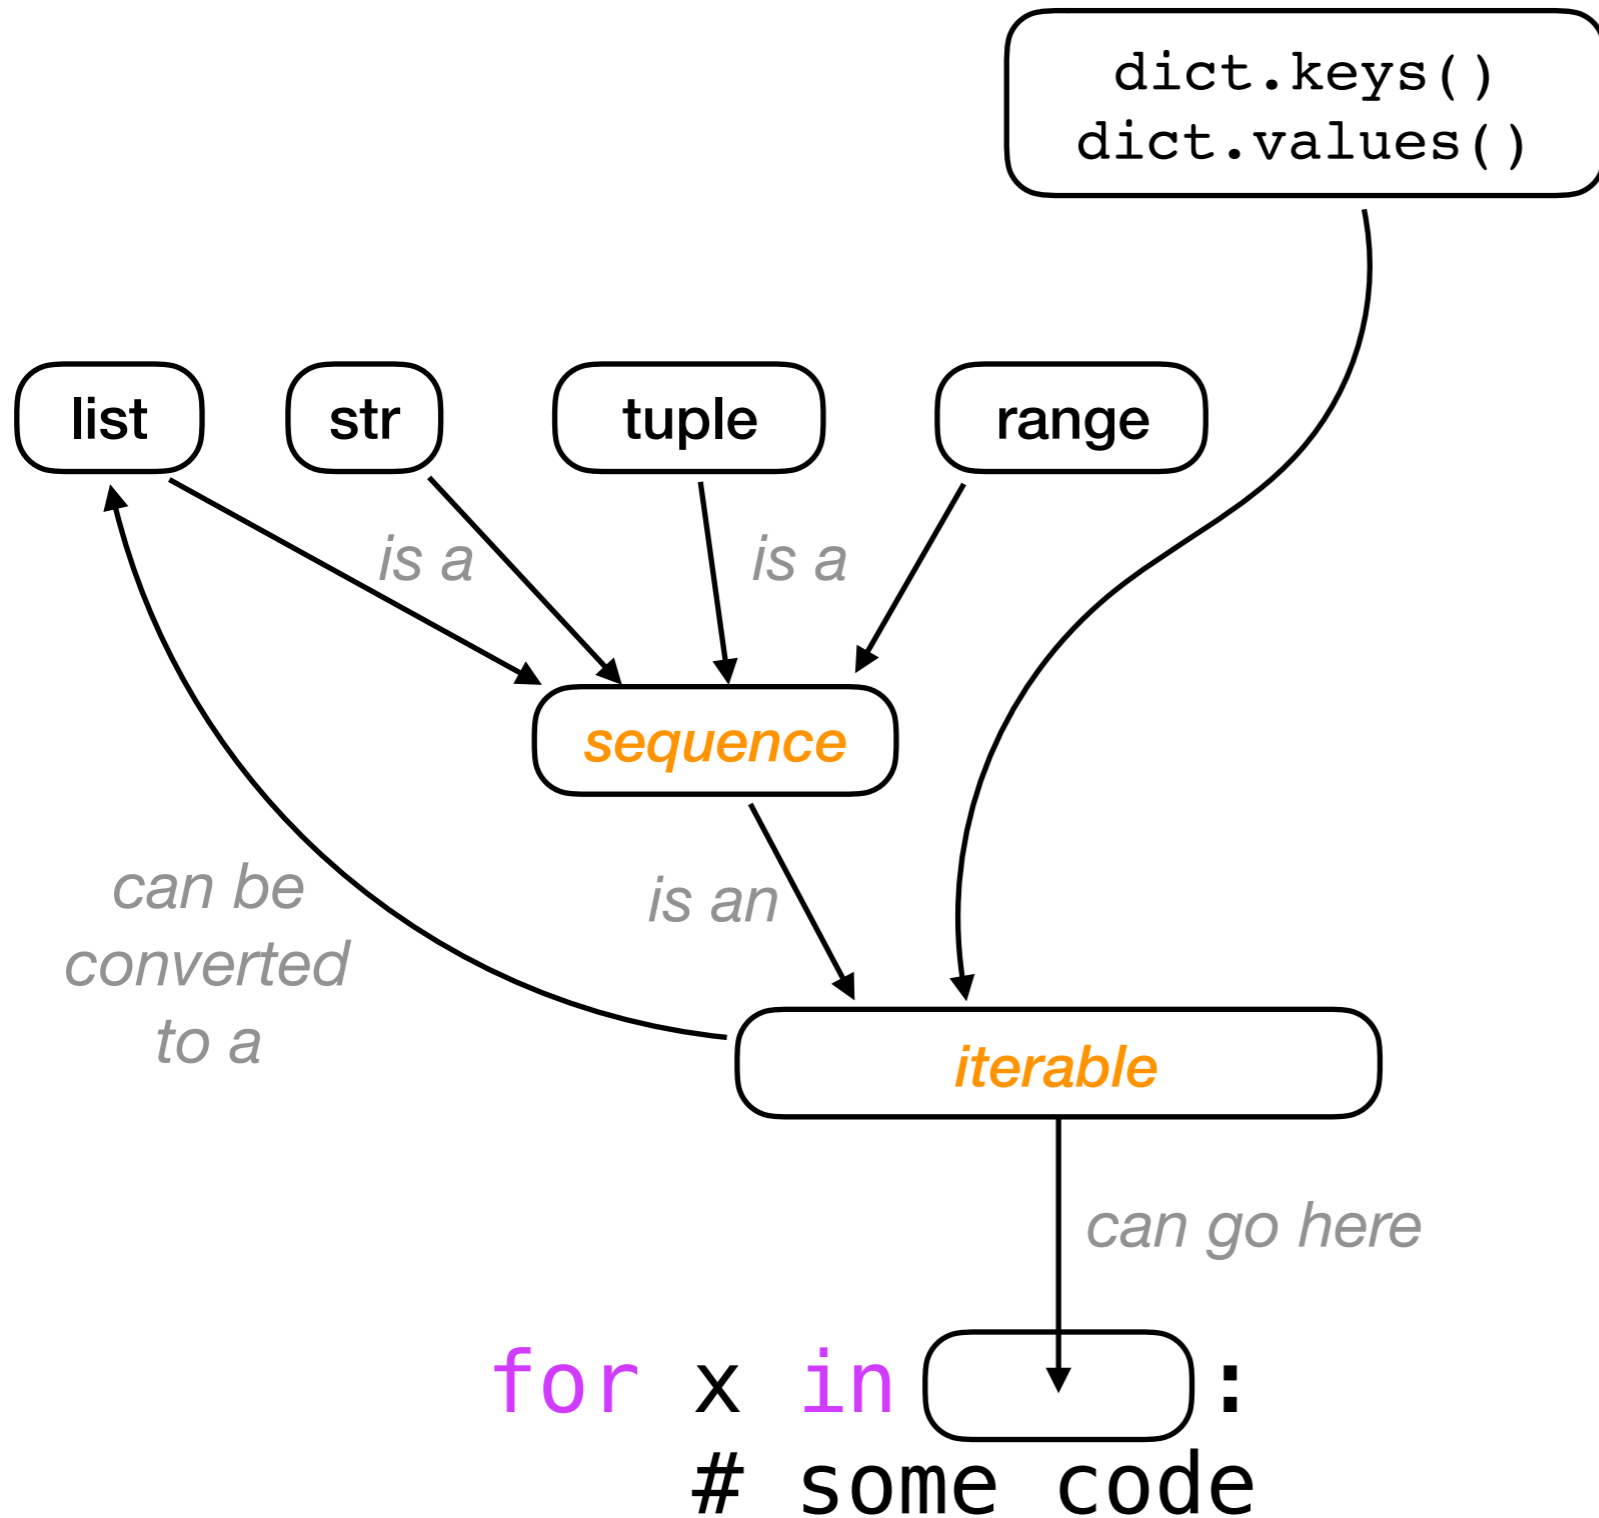 dict.keys()
dict.values()
list
str
tuple
range
is a
is a
sequence
can be
converted
to a
is an
iterable
can go here
for x in :
# some code